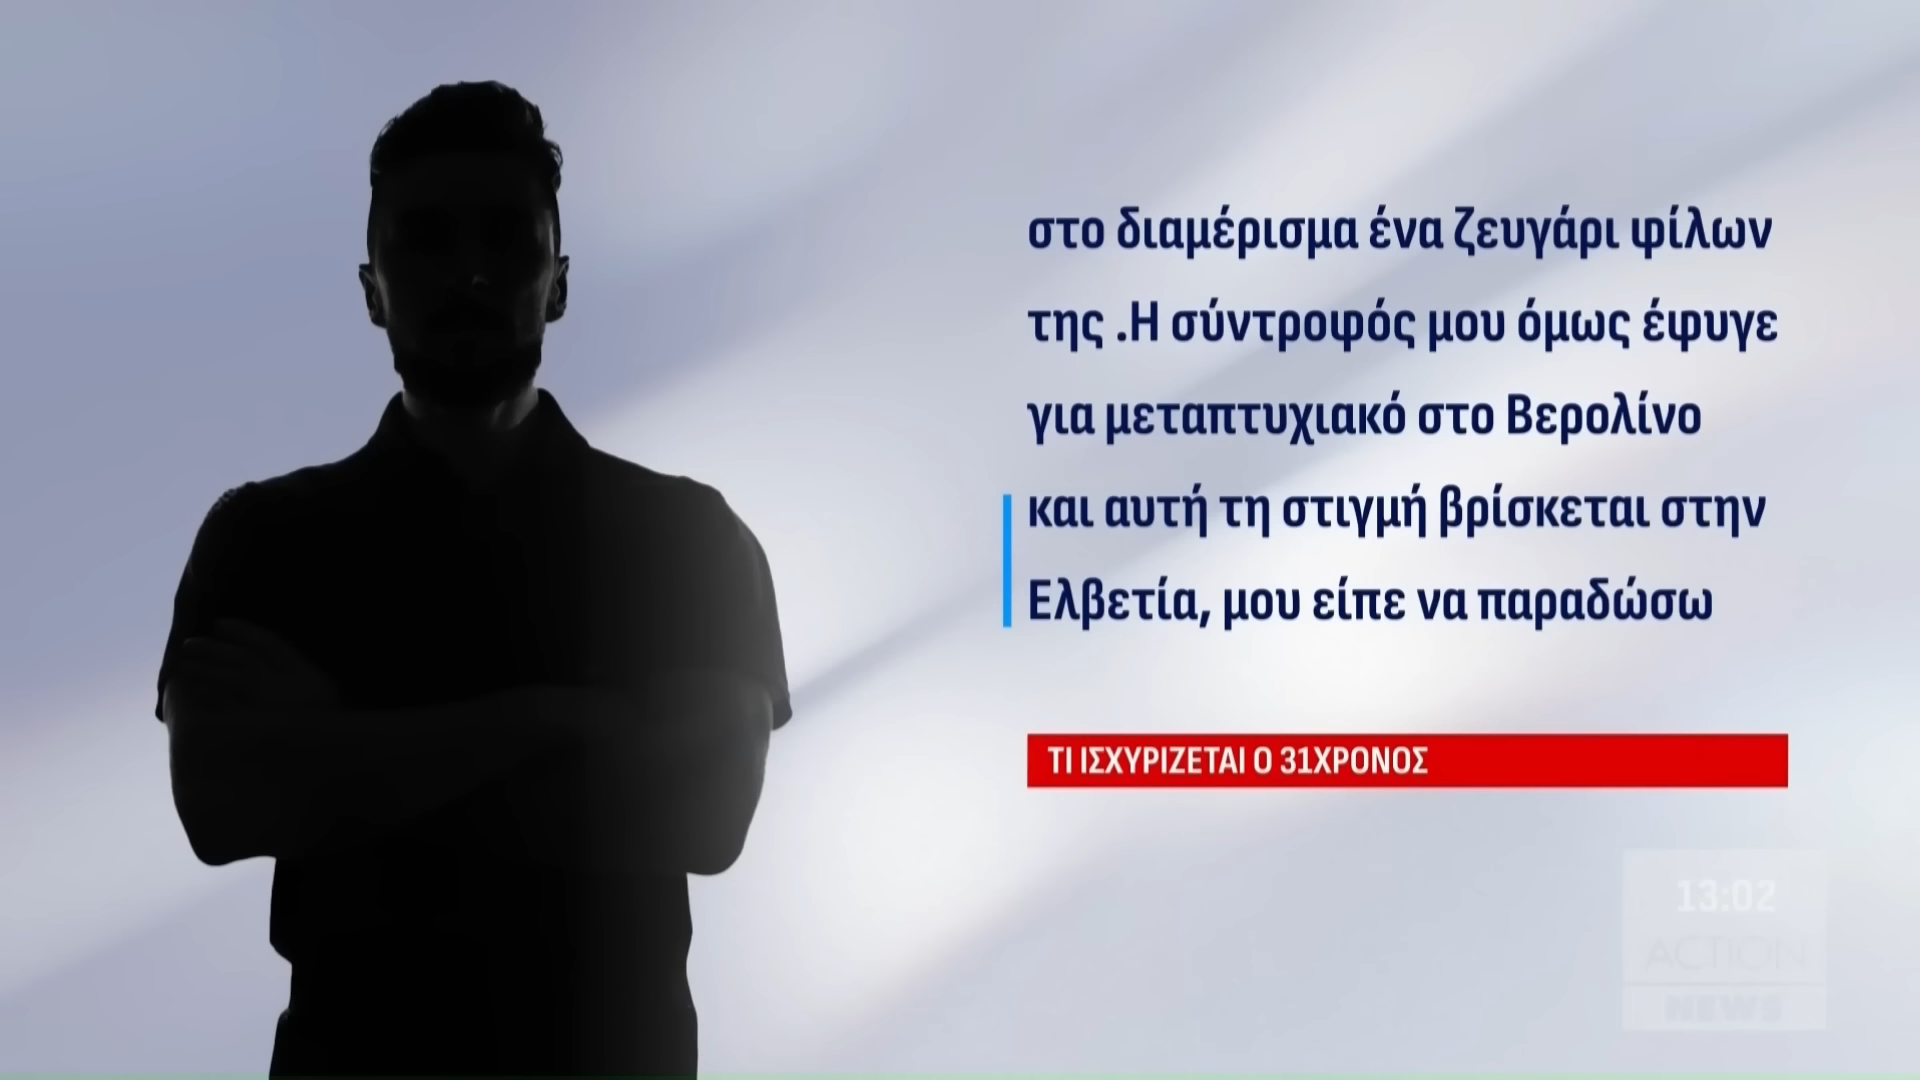 στο διαμέρισμα ένα ζευγάρι φίλων
της .Η σύντροφός μου όμως έφυγε
για μεταπτυχιακό στο Βερολίνο
και αυτή τη στιγμή βρίσκεται στην
Ελβετία, μου είπε να παραδώσω
ΤΙ ΙΣΧΥΡΙΖΕΤΑΙ Ο 31ΧΡΟΝΟΣ
13:02
ACTION
NEWS